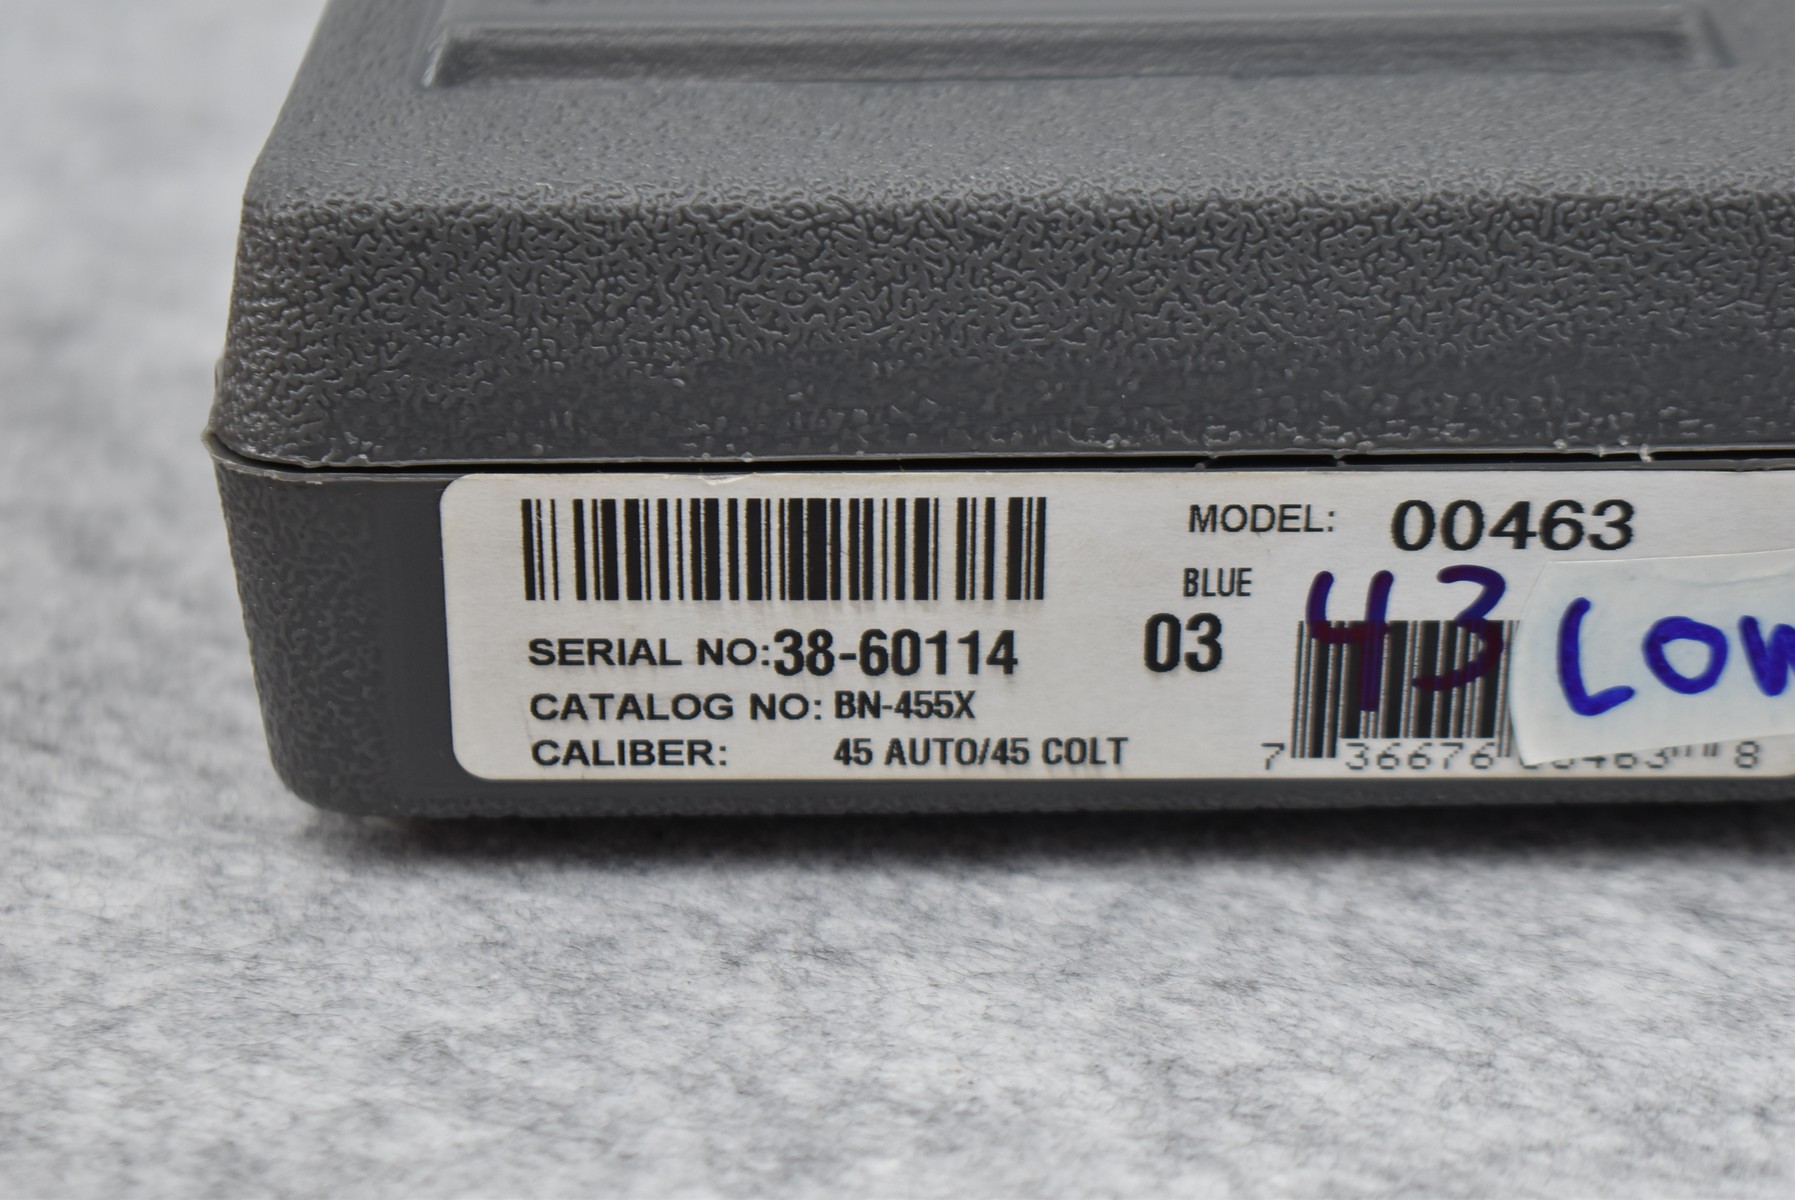 MODEL: 00463
BLUE
43
03
SERIAL NO: 38-60114
CATALOG NO: BN-455X
CALIBER: 45 AUTO/45 COLT
7 36676 00463 8